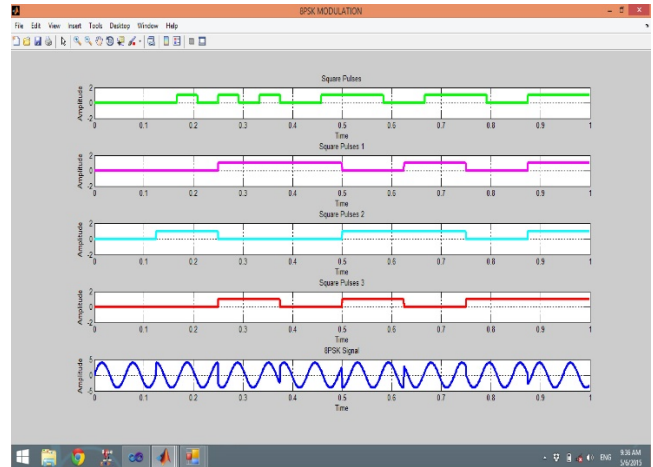 8PSK MODULATION
File Edit View Insert Tools Desktop Window Help
Square Pulses
Amplitude
2
0
-2
0 0.1 0.2 0.3 0.4 0.5 0.6 0.7 0.8 0.9 1
Time
Square Pulses 1
Amplitude
2
0
-2
0 0.1 0.2 0.3 0.4 0.5 0.6 0.7 0.8 0.9 1
Time
Square Pulses 2
Amplitude
2
0
-2
0 0.1 0.2 0.3 0.4 0.5 0.6 0.7 0.8 0.9 1
Time
Square Pulses 3
Amplitude
2
0
-2
0 0.1 0.2 0.3 0.4 0.5 0.6 0.7 0.8 0.9 1
Time
8PSK Signal
Amplitude
5
0
-5
0 0.1 0.2 0.3 0.4 0.5 0.6 0.7 0.8 0.9 1
Time
ENG
9:36 AM
5/6/2015